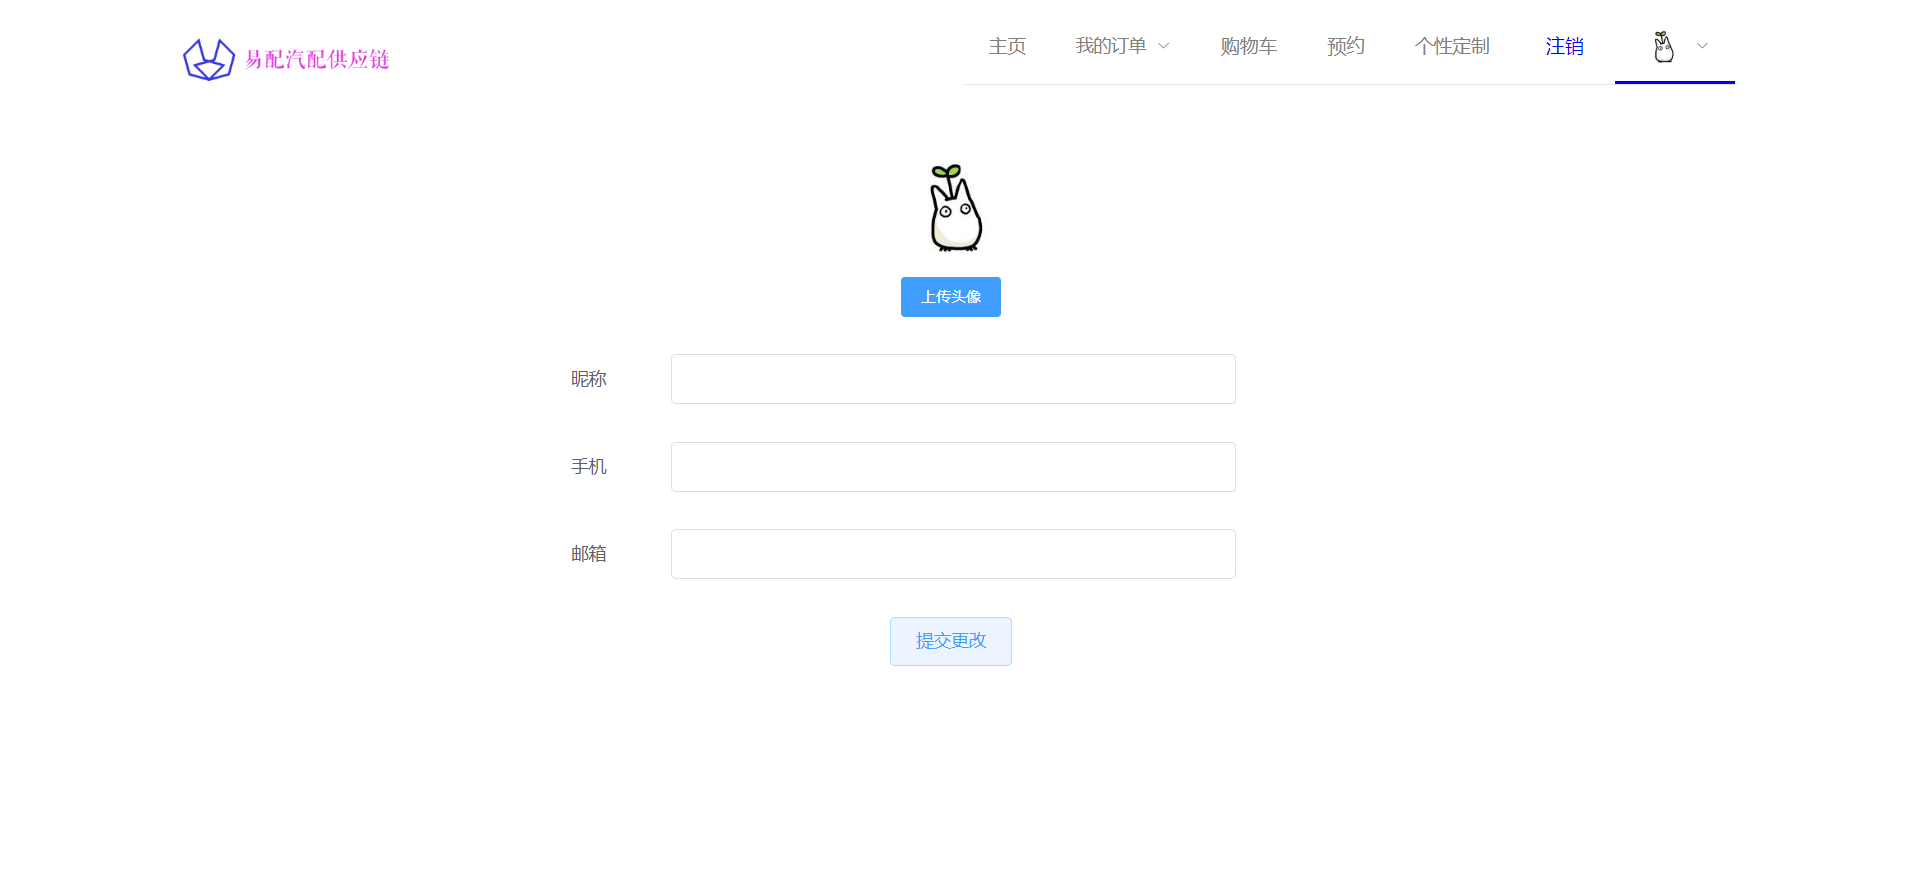 易配汽配供应链
主页 我的订单 购物车 预约 个性定制 注销
上传头像
昵称
手机
邮箱
提交更改